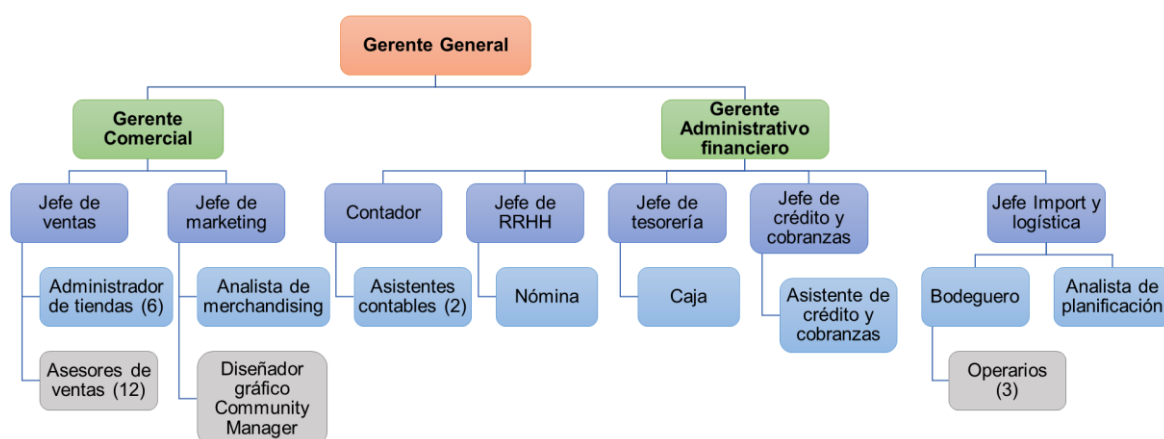 Gerente General
Gerente
Comercial
Gerente
Administrativo
financiero
Jefe de
ventas
Jefe de
marketing
Contador
Jefe de
RRHH
Jefe de
tesorería
Jefe de
crédito y
cobranzas
Jefe Import y
logística
Administrador
de tiendas (6)
Analista de
merchandising
Asistentes
contables (2)
Nómina
Caja
Asistente de
crédito y
cobranzas
Bodeguero
Analista de
planificación
Asesores de
ventas (12)
Diseñador
gráfico
Community
Manager
Operarios
(3)